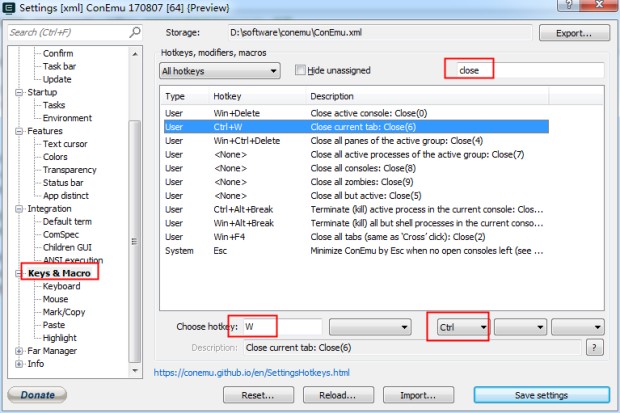 Settings [xml] ConEmu 170807 [64] {Preview}
Search (Ctrl+F)
Storage: D:\software\conemu\ConEmu.xml Export...
Hotkeys, modifiers, macros
All hotkeys Hide unassigned close
Confirm
Task bar
Update
Startup
Tasks
Environment
Features
Text cursor
Colors
Transparency
Status bar
App distinct
Integration
Default term
ComSpec
Children GUI
ANSI execution
Keys & Macro
Keyboard
Mouse
Mark/Copy
Paste
Highlight
Far Manager
Info
Type Hotkey Description
User Win+Delete Close active console: Close(0)
User Ctrl+W Close current tab: Close(6)
User Win+Ctrl+Delete Close all panes of the active group: Close(4)
User <None> Close all active processes of the active group: Close(7)
User <None> Close all consoles: Close(8)
User <None> Close all zombies: Close(9)
User <None> Close all but active: Close(5)
User Ctrl+Alt+Break Terminate (kill) active process in the current console: Clos...
User Win+Alt+Break Terminate (kill) all but shell processes in the current conso...
User Win+F4 Close all tabs (same as 'Cross' click): Close(2)
System Esc Minimize ConEmu by Esc when no open consoles left (see ...
Choose hotkey: W Ctrl
Description: Close current tab: Close(6) ?
https://conemu.github.io/en/SettingsHotkeys.html
Donate Reset... Reload... Import... Save settings